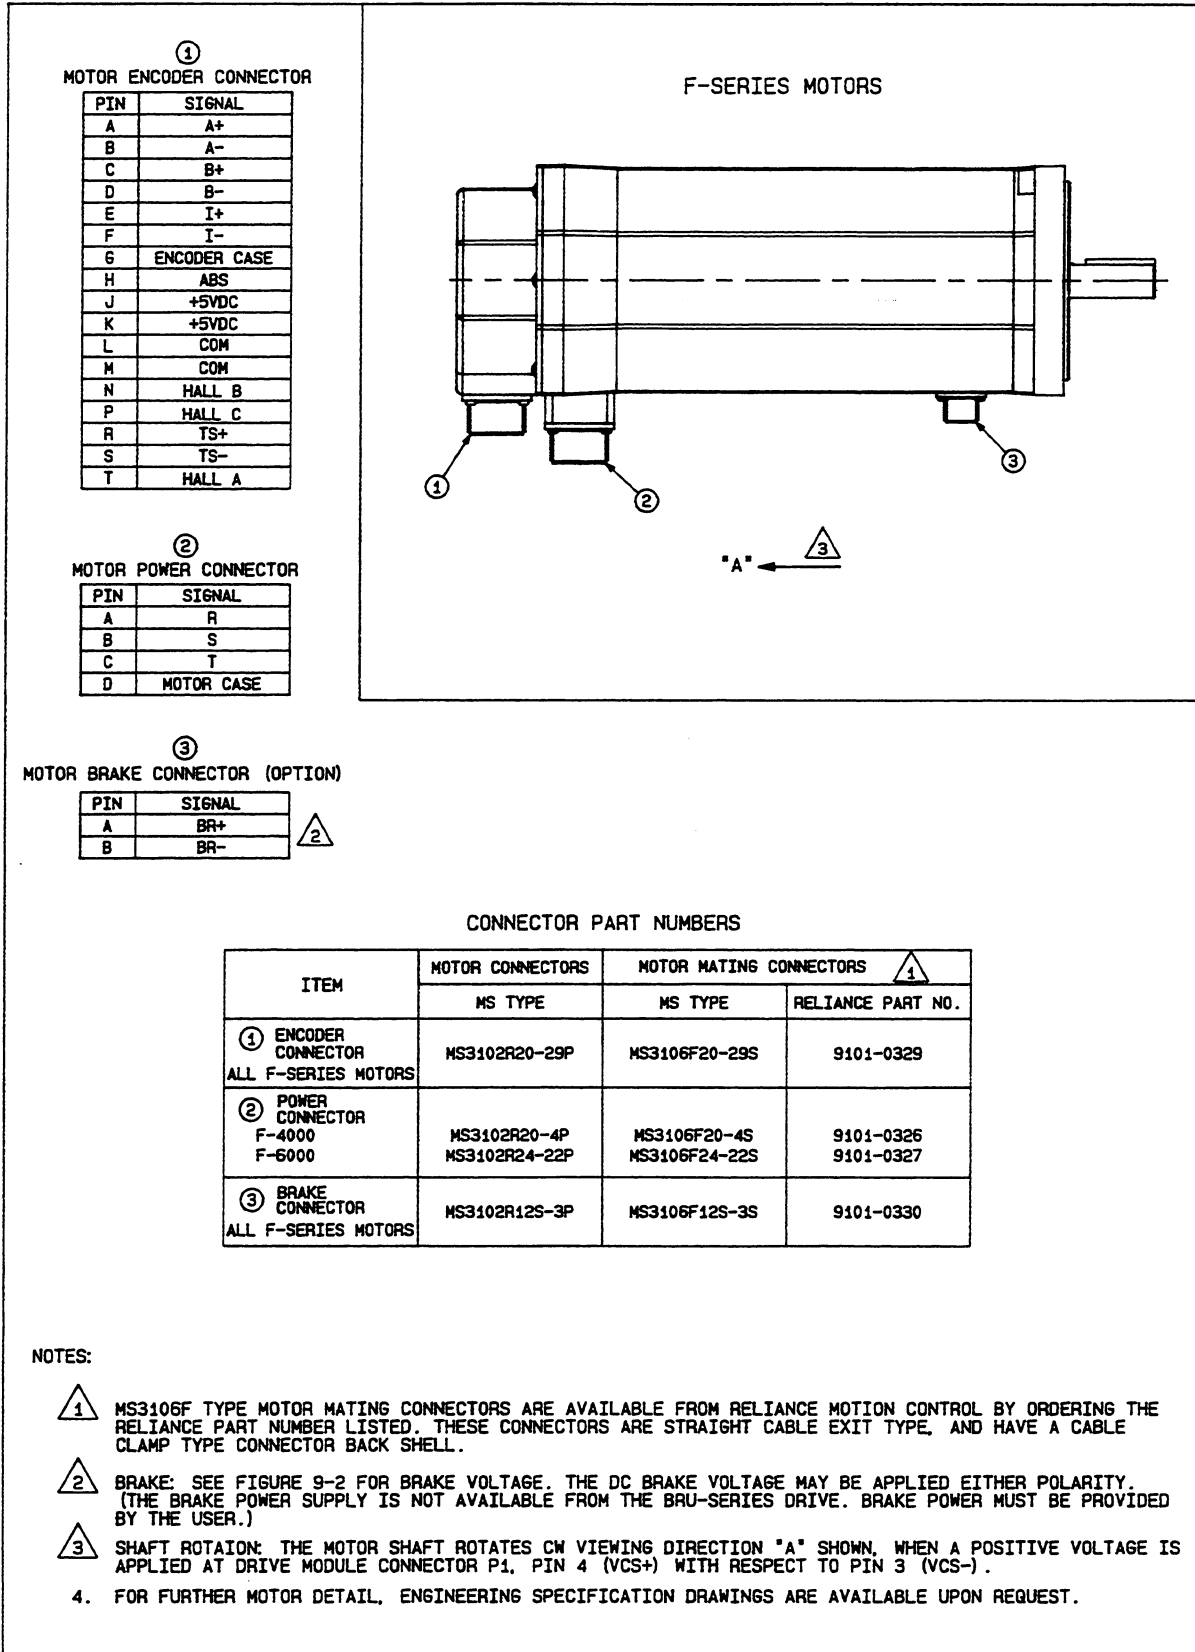 1
MOTOR ENCODER CONNECTOR
PIN SIGNAL
A A+
B A-
C B+
D B-
E I+
F I-
G ENCODER CASE
H ABS
J +5VDC
K +5VDC
L COM
M COM
N HALL B
P HALL C
R TS+
S TS-
T HALL A
2
MOTOR POWER CONNECTOR
PIN SIGNAL
A R
B S
C T
D MOTOR CASE
3
MOTOR BRAKE CONNECTOR (OPTION)
PIN SIGNAL
A BR+
B BR-
2
F-SERIES MOTORS
1
2
3
"A" 3
CONNECTOR PART NUMBERS
ITEM
MOTOR CONNECTORS MOTOR MATING CONNECTORS 1
MS TYPE MS TYPE RELIANCE PART NO.
1 ENCODER
CONNECTOR MS3102R20-29P MS3106F20-29S 9101-0329
ALL F-SERIES MOTORS
2 POWER
CONNECTOR
F-4000 MS3102R20-4P MS3106F20-4S 9101-0326
F-6000 MS3102R24-22P MS3106F24-22S 9101-0327
3 BRAKE
CONNECTOR MS3102R12S-3P MS3106F12S-3S 9101-0330
ALL F-SERIES MOTORS
NOTES:
1 MS3106F TYPE MOTOR MATING CONNECTORS ARE AVAILABLE FROM RELIANCE MOTION CONTROL BY ORDERING THE
RELIANCE PART NUMBER LISTED. THESE CONNECTORS ARE STRAIGHT CABLE EXIT TYPE, AND HAVE A CABLE
CLAMP TYPE CONNECTOR BACK SHELL.
2 BRAKE: SEE FIGURE 9-2 FOR BRAKE VOLTAGE. THE DC BRAKE VOLTAGE MAY BE APPLIED EITHER POLARITY.
(THE BRAKE POWER SUPPLY IS NOT AVAILABLE FROM THE BRU-SERIES DRIVE. BRAKE POWER MUST BE PROVIDED
BY THE USER.)
3 SHAFT ROTAION: THE MOTOR SHAFT ROTATES CW VIEWING DIRECTION "A" SHOWN, WHEN A POSITIVE VOLTAGE IS
APPLIED AT DRIVE MODULE CONNECTOR P1, PIN 4 (VCS+) WITH RESPECT TO PIN 3 (VCS-).
4. FOR FURTHER MOTOR DETAIL, ENGINEERING SPECIFICATION DRAWINGS ARE AVAILABLE UPON REQUEST.